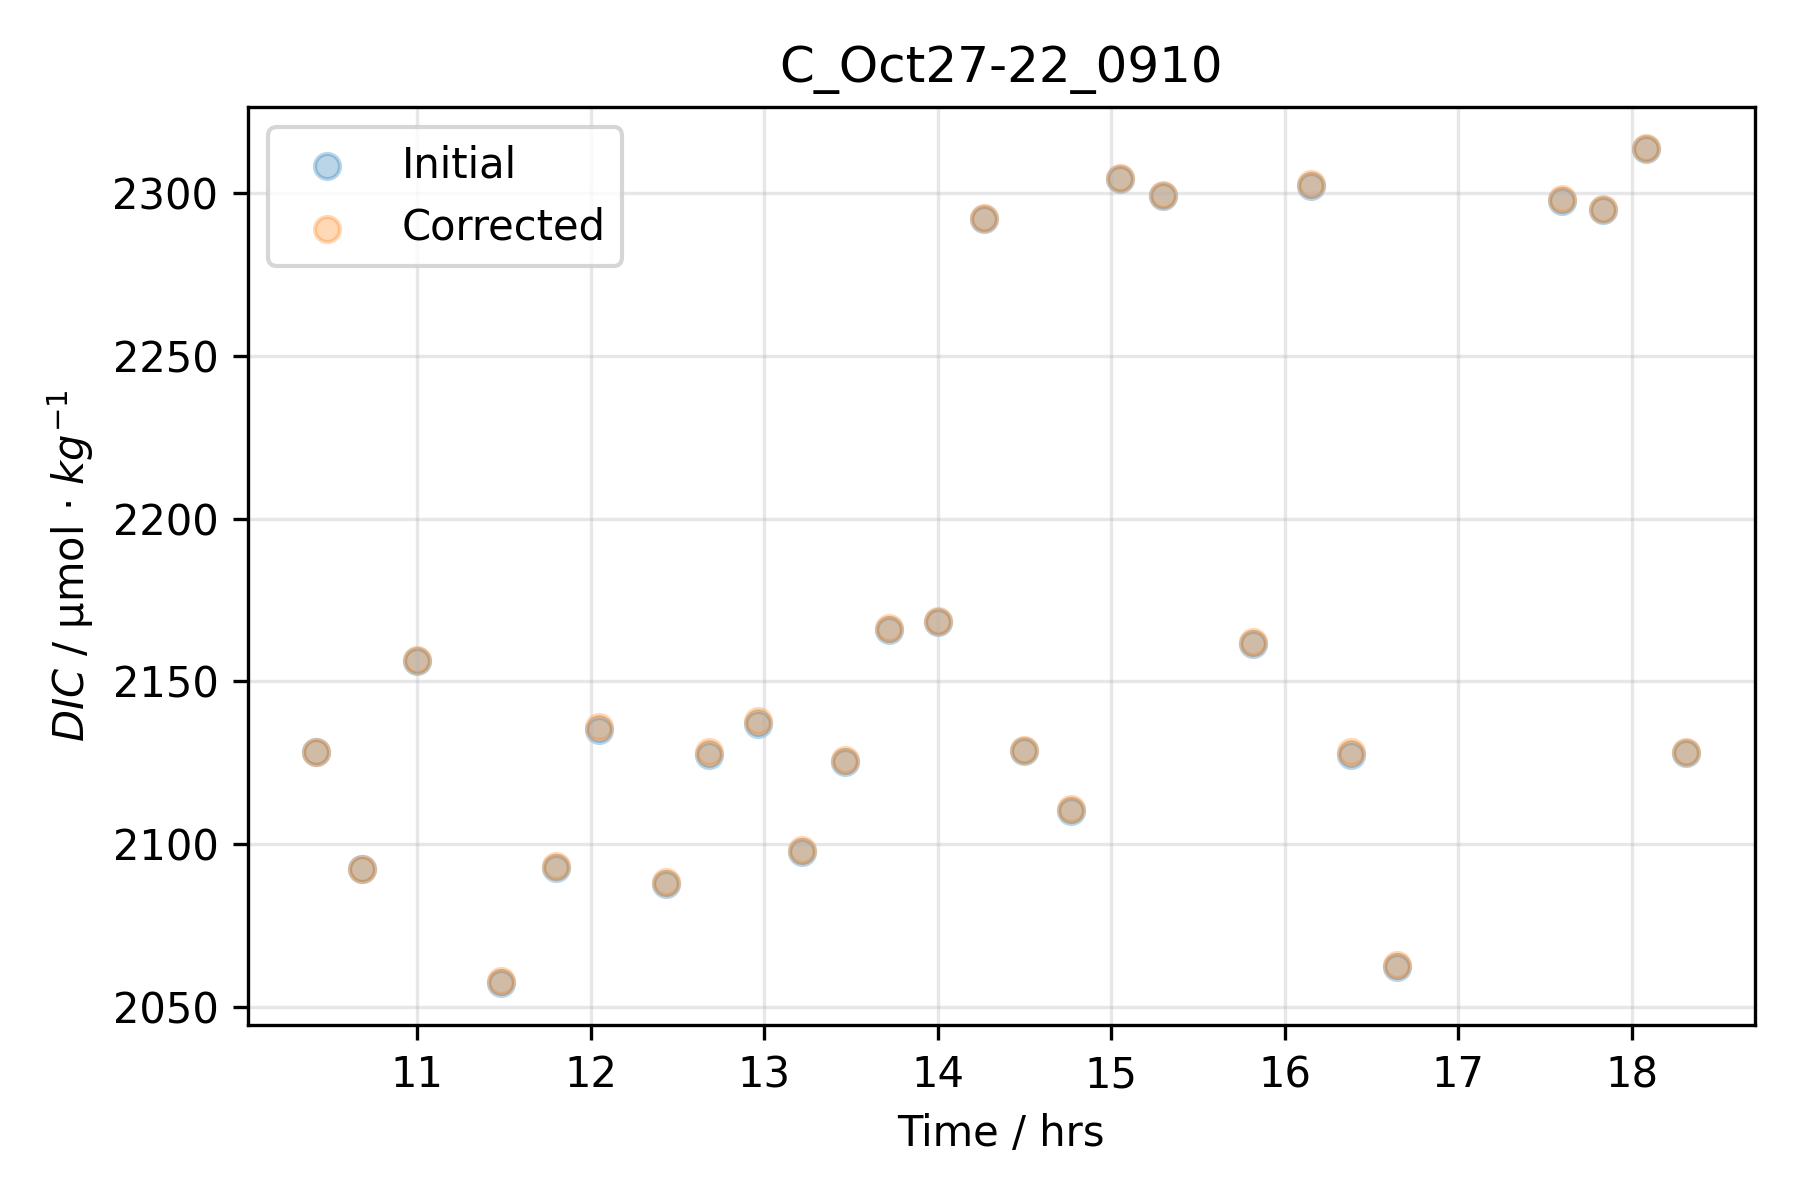 C_Oct27-22_0910
Initial
Corrected
2300
2250
2200
2150
2100
2050
DIC / µmol · kg⁻¹
11 12 13 14 15 16 17 18
Time / hrs